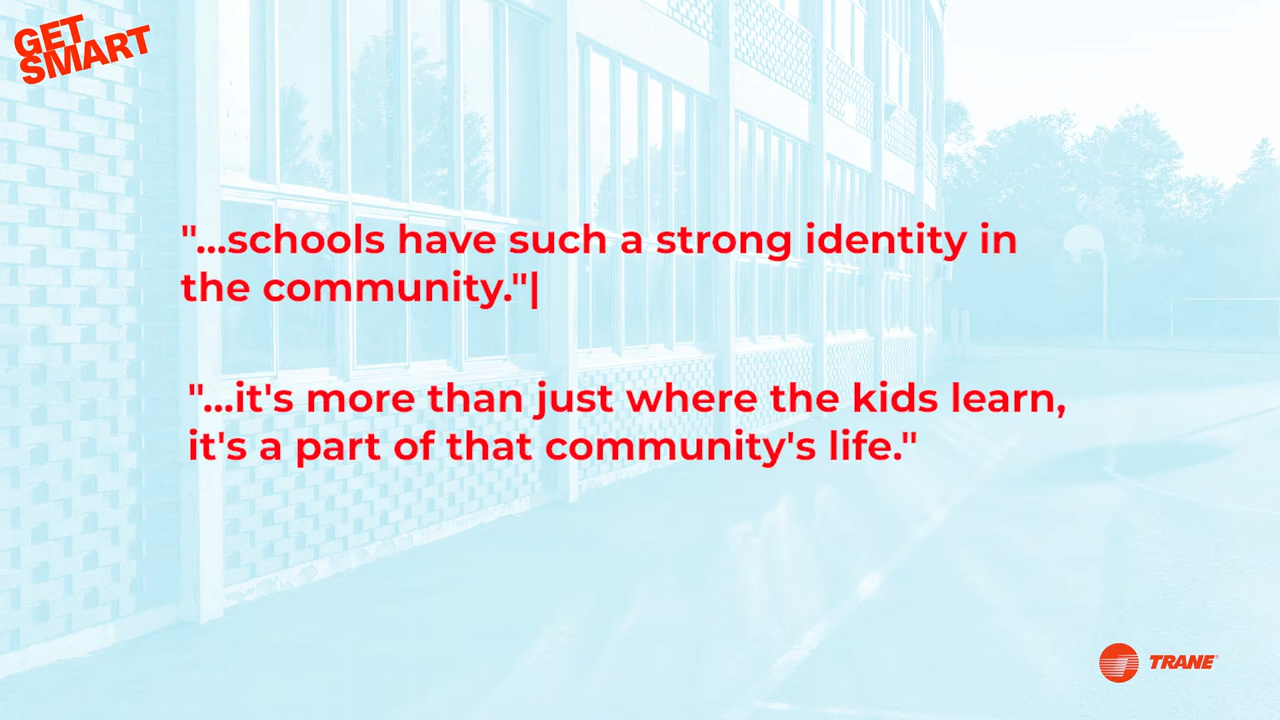 GET
SMART
"...schools have such a strong identity in
the community."|
"...it's more than just where the kids learn,
it's a part of that community's life."
TRANE